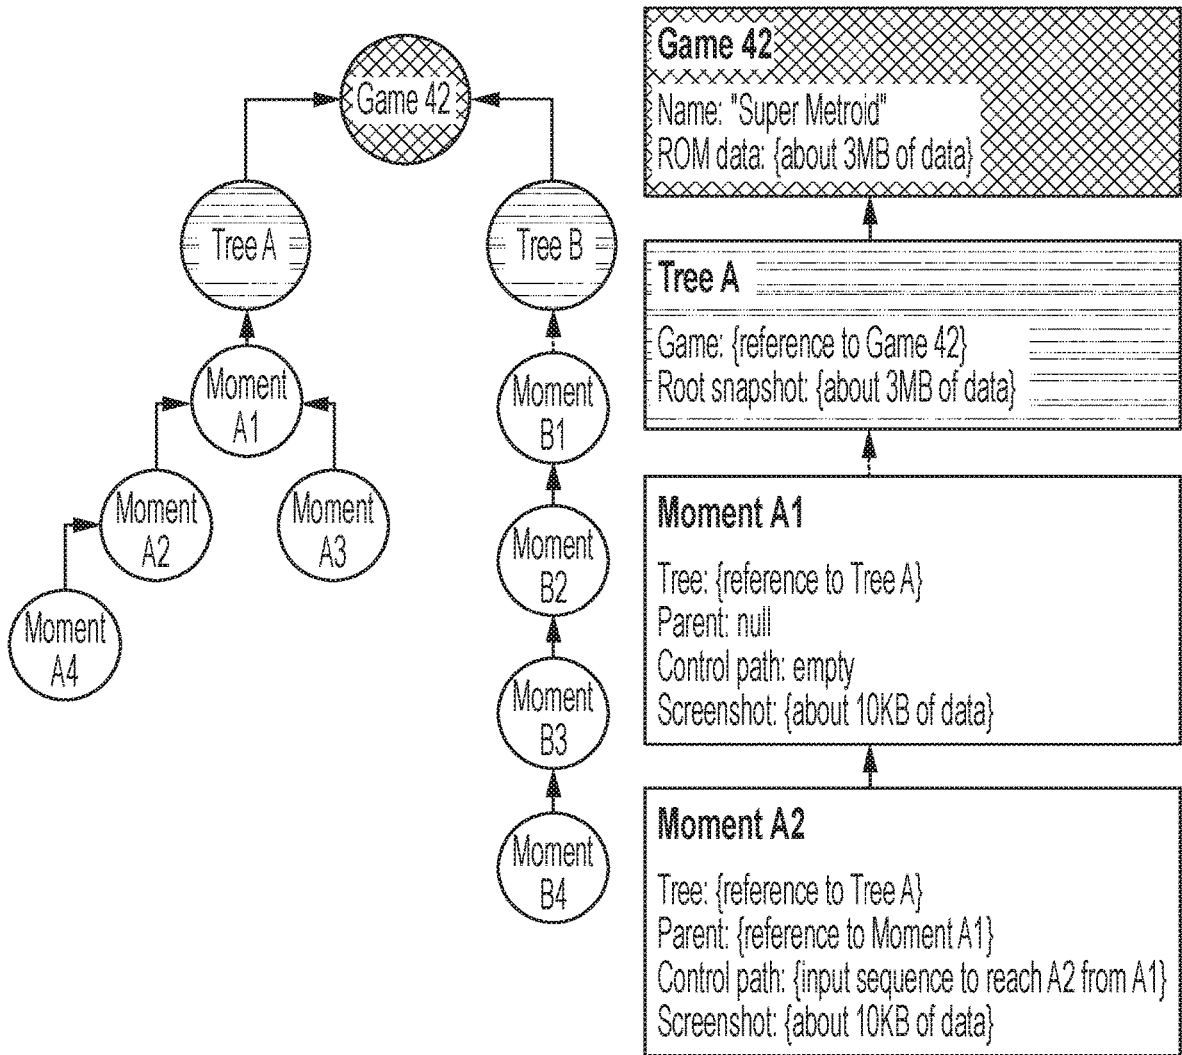 Game 42
Tree A
Tree B
Moment
A1
Moment
A2
Moment
A3
Moment
A4
Moment
B1
Moment
B2
Moment
B3
Moment
B4
Game 42
Name: "Super Metroid"
ROM data: {about 3MB of data}
Tree A
Game: {reference to Game 42}
Root snapshot: {about 3MB of data}
Moment A1
Tree: {reference to Tree A}
Parent: null
Control path: empty
Screenshot: {about 10KB of data}
Moment A2
Tree: {reference to Tree A}
Parent: {reference to Moment A1}
Control path: {input sequence to reach A2 from A1}
Screenshot: {about 10KB of data}